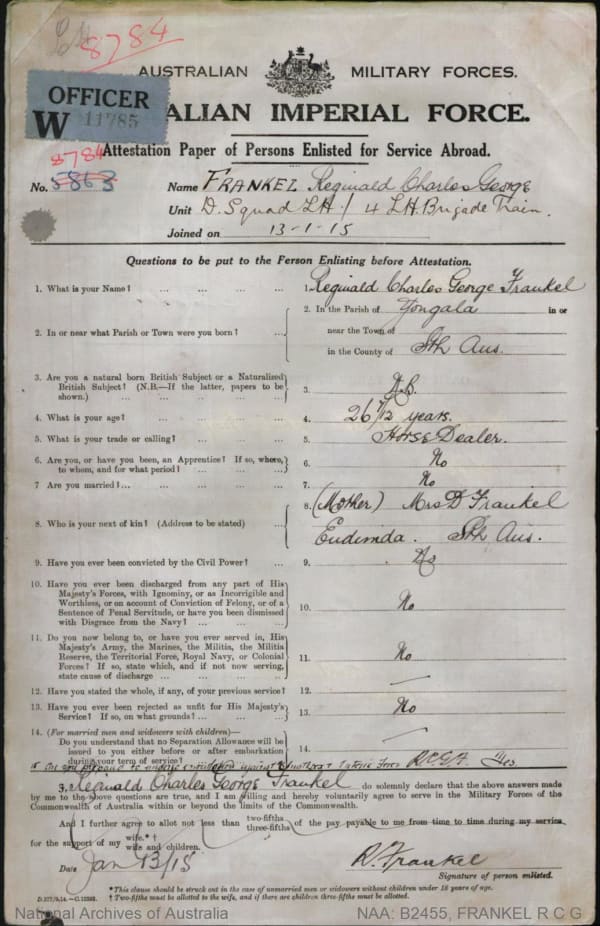 8784
AUSTRALIAN MILITARY FORCES.
OFFICER
W 11785
ALIAN IMPERIAL FORCE.
Attestation Paper of Persons Enlisted for Service Abroad.
8784
No. 5863 Name FRANKEL Reginald Charles George
Unit D. Squad LH / 4 L.H. Brigade Train.
Joined on 13-1-15
Questions to be put to the Person Enlisting before Attestation.
1. What is your Name? ... ... ... 1. Reginald Charles George Frankel
2. In or near what Parish or Town were you born? ... 2. In the Parish of Tongala in or
near the Town of
in the County of Sth Aus.
3. Are you a natural born British Subject or a Naturalized
British Subject? (N.B.—If the latter, papers to be
shown.) ... ... ... 3. N.B.
4. What is your age? ... ... ... 4. 26 7/12 years.
5. What is your trade or calling? ... ... 5. Horse Dealer.
6. Are you, or have you been, an Apprentice? If so, where,
to whom, and for what period? ... ... 6. No
7 Are you married?... ... ... ... 7. No
8. Who is your next of kin? (Address to be stated) ... 8. (Mother) Mrs D Frankel
Eudunda. Sth Aus.
9. Have you ever been convicted by the Civil Power? ... 9. No
10. Have you ever been discharged from any part of His
Majesty's Forces, with Ignominy, or as Incorrigible and
Worthless, or on account of Conviction of Felony, or of a
Sentence of Penal Servitude, or have you been dismissed
with Disgrace from the Navy? ... ... 10. No
11. Do you now belong to, or have you ever served in, His
Majesty's Army, the Marines, the Militia, the Militia
Reserve, the Territorial Force, Royal Navy, or Colonial
Forces? If so, state which, and if not now serving,
state cause of discharge ... ... ... 11. No
12. Have you stated the whole, if any, of your previous service? 12. —
13. Have you ever been rejected as unfit for His Majesty's
Service? If so, on what grounds? ... ... 13. No
14. (For married men and widowers with children)—
Do you understand that no Separation Allowance will be
issued to you either before or after embarkation
during your term of service? ... 14. —
15 Are you prepared to undergo inoculation against Smallpox & Enteric Fever R.C.G.F. Yes
I, Reginald Charles George Frankel do solemnly declare that the above answers made
by me to the above questions are true, and I am willing and hereby voluntarily agree to serve in the Military Forces of the
Commonwealth of Australia within or beyond the limits of the Commonwealth.
And I further agree to allot not less than two-fifths three-fifths of the pay payable to me from time to time during my service
for the support of my wife.*† wife and children.
Date Jan 13/15 R. Frankel
Signature of person enlisted.
*This clause should be struck out in the case of unmarried men or widowers without children under 18 years of age.
† Two-fifths must be allotted to the wife, and if there are children three-fifths must be allotted.
National Archives of Australia NAA: B2455, FRANKEL R C G